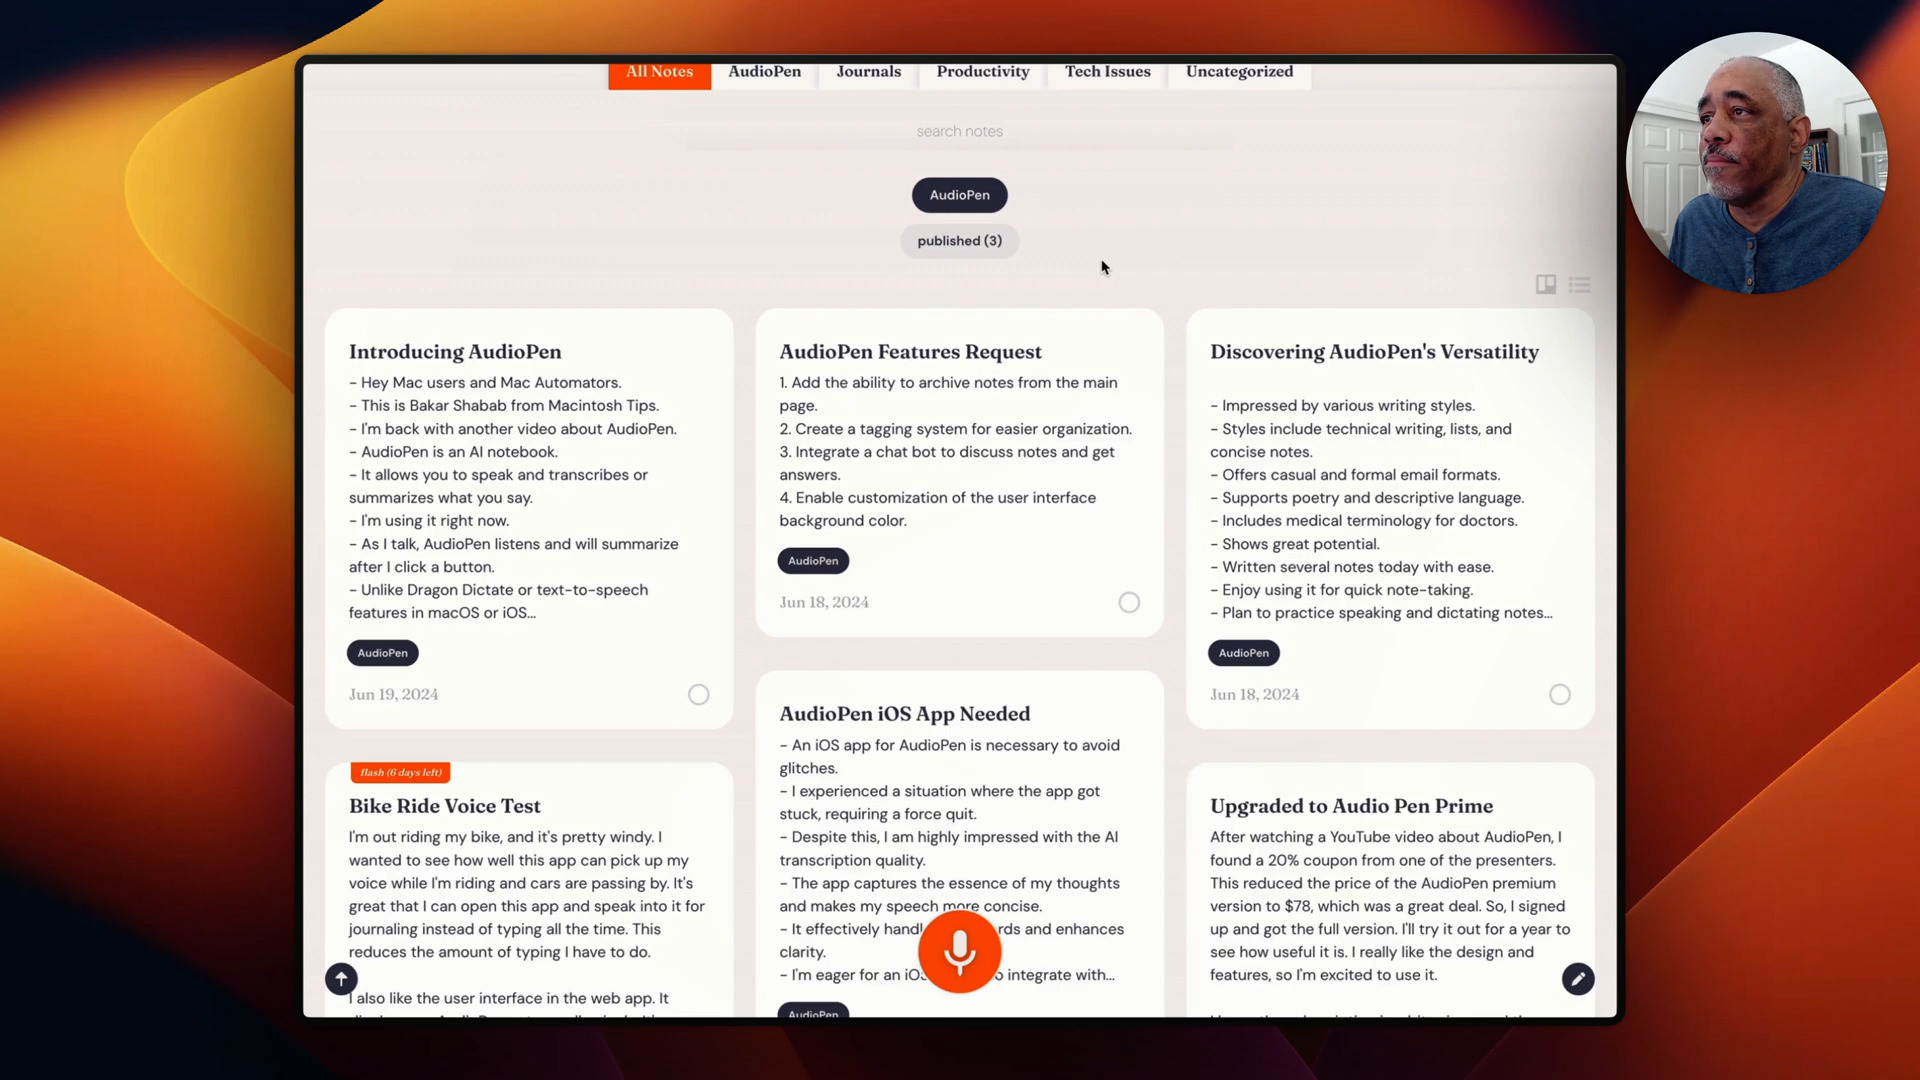 All Notes
AudioPen
Journals
Productivity
Tech Issues
Uncategorized
search notes
AudioPen
published (3)
Introducing AudioPen
- Hey Mac users and Mac Automators.
- This is Bakar Shabab from Macintosh Tips.
- I'm back with another video about AudioPen.
- AudioPen is an AI notebook.
- It allows you to speak and transcribes or
summarizes what you say.
- I'm using it right now.
- As I talk, AudioPen listens and will summarize
after I click a button.
- Unlike Dragon Dictate or text-to-speech
features in macOS or iOS...
AudioPen
Jun 19, 2024
AudioPen Features Request
1. Add the ability to archive notes from the main
page.
2. Create a tagging system for easier organization.
3. Integrate a chat bot to discuss notes and get
answers.
4. Enable customization of the user interface
background color.
AudioPen
Jun 18, 2024
Discovering AudioPen's Versatility
- Impressed by various writing styles.
- Styles include technical writing, lists, and
concise notes.
- Offers casual and formal email formats.
- Supports poetry and descriptive language.
- Includes medical terminology for doctors.
- Shows great potential.
- Written several notes today with ease.
- Enjoy using it for quick note-taking.
- Plan to practice speaking and dictating notes...
AudioPen
Jun 18, 2024
flash (6 days left)
Bike Ride Voice Test
I'm out riding my bike, and it's pretty windy. I
wanted to see how well this app can pick up my
voice while I'm riding and cars are passing by. It's
great that I can open this app and speak into it for
journaling instead of typing all the time. This
reduces the amount of typing I have to do.
I also like the user interface in the web app. It
AudioPen iOS App Needed
- An iOS app for AudioPen is necessary to avoid
glitches.
- I experienced a situation where the app got
stuck, requiring a force quit.
- Despite this, I am highly impressed with the AI
transcription quality.
- The app captures the essence of my thoughts
and makes my speech more concise.
- It effectively and enhances
clarity.
- I'm eager for an integrate with...
AudioPen
Upgraded to Audio Pen Prime
After watching a YouTube video about AudioPen, I
found a 20% coupon from one of the presenters.
This reduced the price of the AudioPen premium
version to $78, which was a great deal. So, I signed
up and got the full version. I'll try it out for a year to
see how useful it is. I really like the design and
features, so I'm excited to use it.